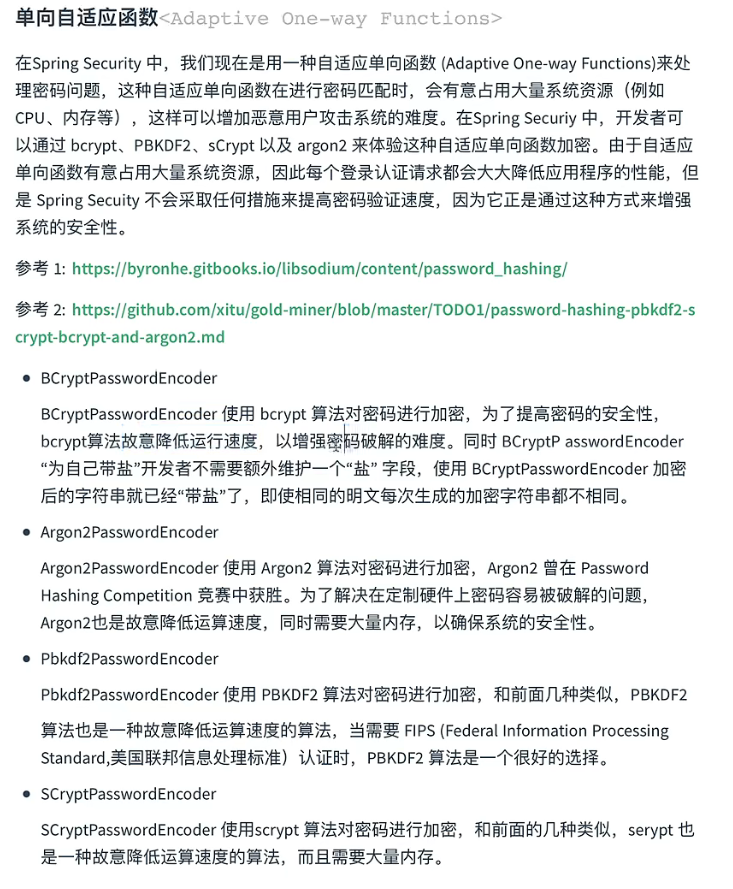 单向自适应函数<Adaptive One-way Functions>
在Spring Security 中，我们现在是用一种自适应单向函数 (Adaptive One-way Functions)来处
理密码问题，这种自适应单向函数在进行密码匹配时，会有意占用大量系统资源（例如
CPU、内存等），这样可以增加恶意用户攻击系统的难度。在Spring Securiy 中，开发者可
以通过 bcrypt、PBKDF2、sCrypt 以及 argon2 来体验这种自适应单向函数加密。由于自适应
单向函数有意占用大量系统资源，因此每个登录认证请求都会大大降低应用程序的性能，但
是 Spring Secuity 不会采取任何措施来提高密码验证速度，因为它正是通过这种方式来增强
系统的安全性。
参考 1: https://byronhe.gitbooks.io/libsodium/content/password_hashing/
参考 2: https://github.com/xitu/gold-miner/blob/master/TODO1/password-hashing-pbkdf2-s
crypt-bcrypt-and-argon2.md
• BCryptPasswordEncoder
BCryptPasswordEncoder 使用 bcrypt 算法对密码进行加密，为了提高密码的安全性，
bcrypt算法故意降低运行速度，以增强密码破解的难度。同时 BCryptP asswordEncoder
“为自己带盐”开发者不需要额外维护一个“盐” 字段，使用 BCryptPasswordEncoder 加密
后的字符串就已经“带盐”了，即使相同的明文每次生成的加密字符串都不相同。
• Argon2PasswordEncoder
Argon2PasswordEncoder 使用 Argon2 算法对密码进行加密，Argon2 曾在 Password
Hashing Competition 竞赛中获胜。为了解决在定制硬件上密码容易被破解的问题，
Argon2也是故意降低运算速度，同时需要大量内存，以确保系统的安全性。
• Pbkdf2PasswordEncoder
Pbkdf2PasswordEncoder 使用 PBKDF2 算法对密码进行加密，和前面几种类似，PBKDF2
算法也是一种故意降低运算速度的算法，当需要 FIPS (Federal Information Processing
Standard,美国联邦信息处理标准）认证时，PBKDF2 算法是一个很好的选择。
• SCryptPasswordEncoder
SCryptPasswordEncoder 使用scrypt 算法对密码进行加密，和前面的几种类似，serypt 也
是一种故意降低运算速度的算法，而且需要大量内存。